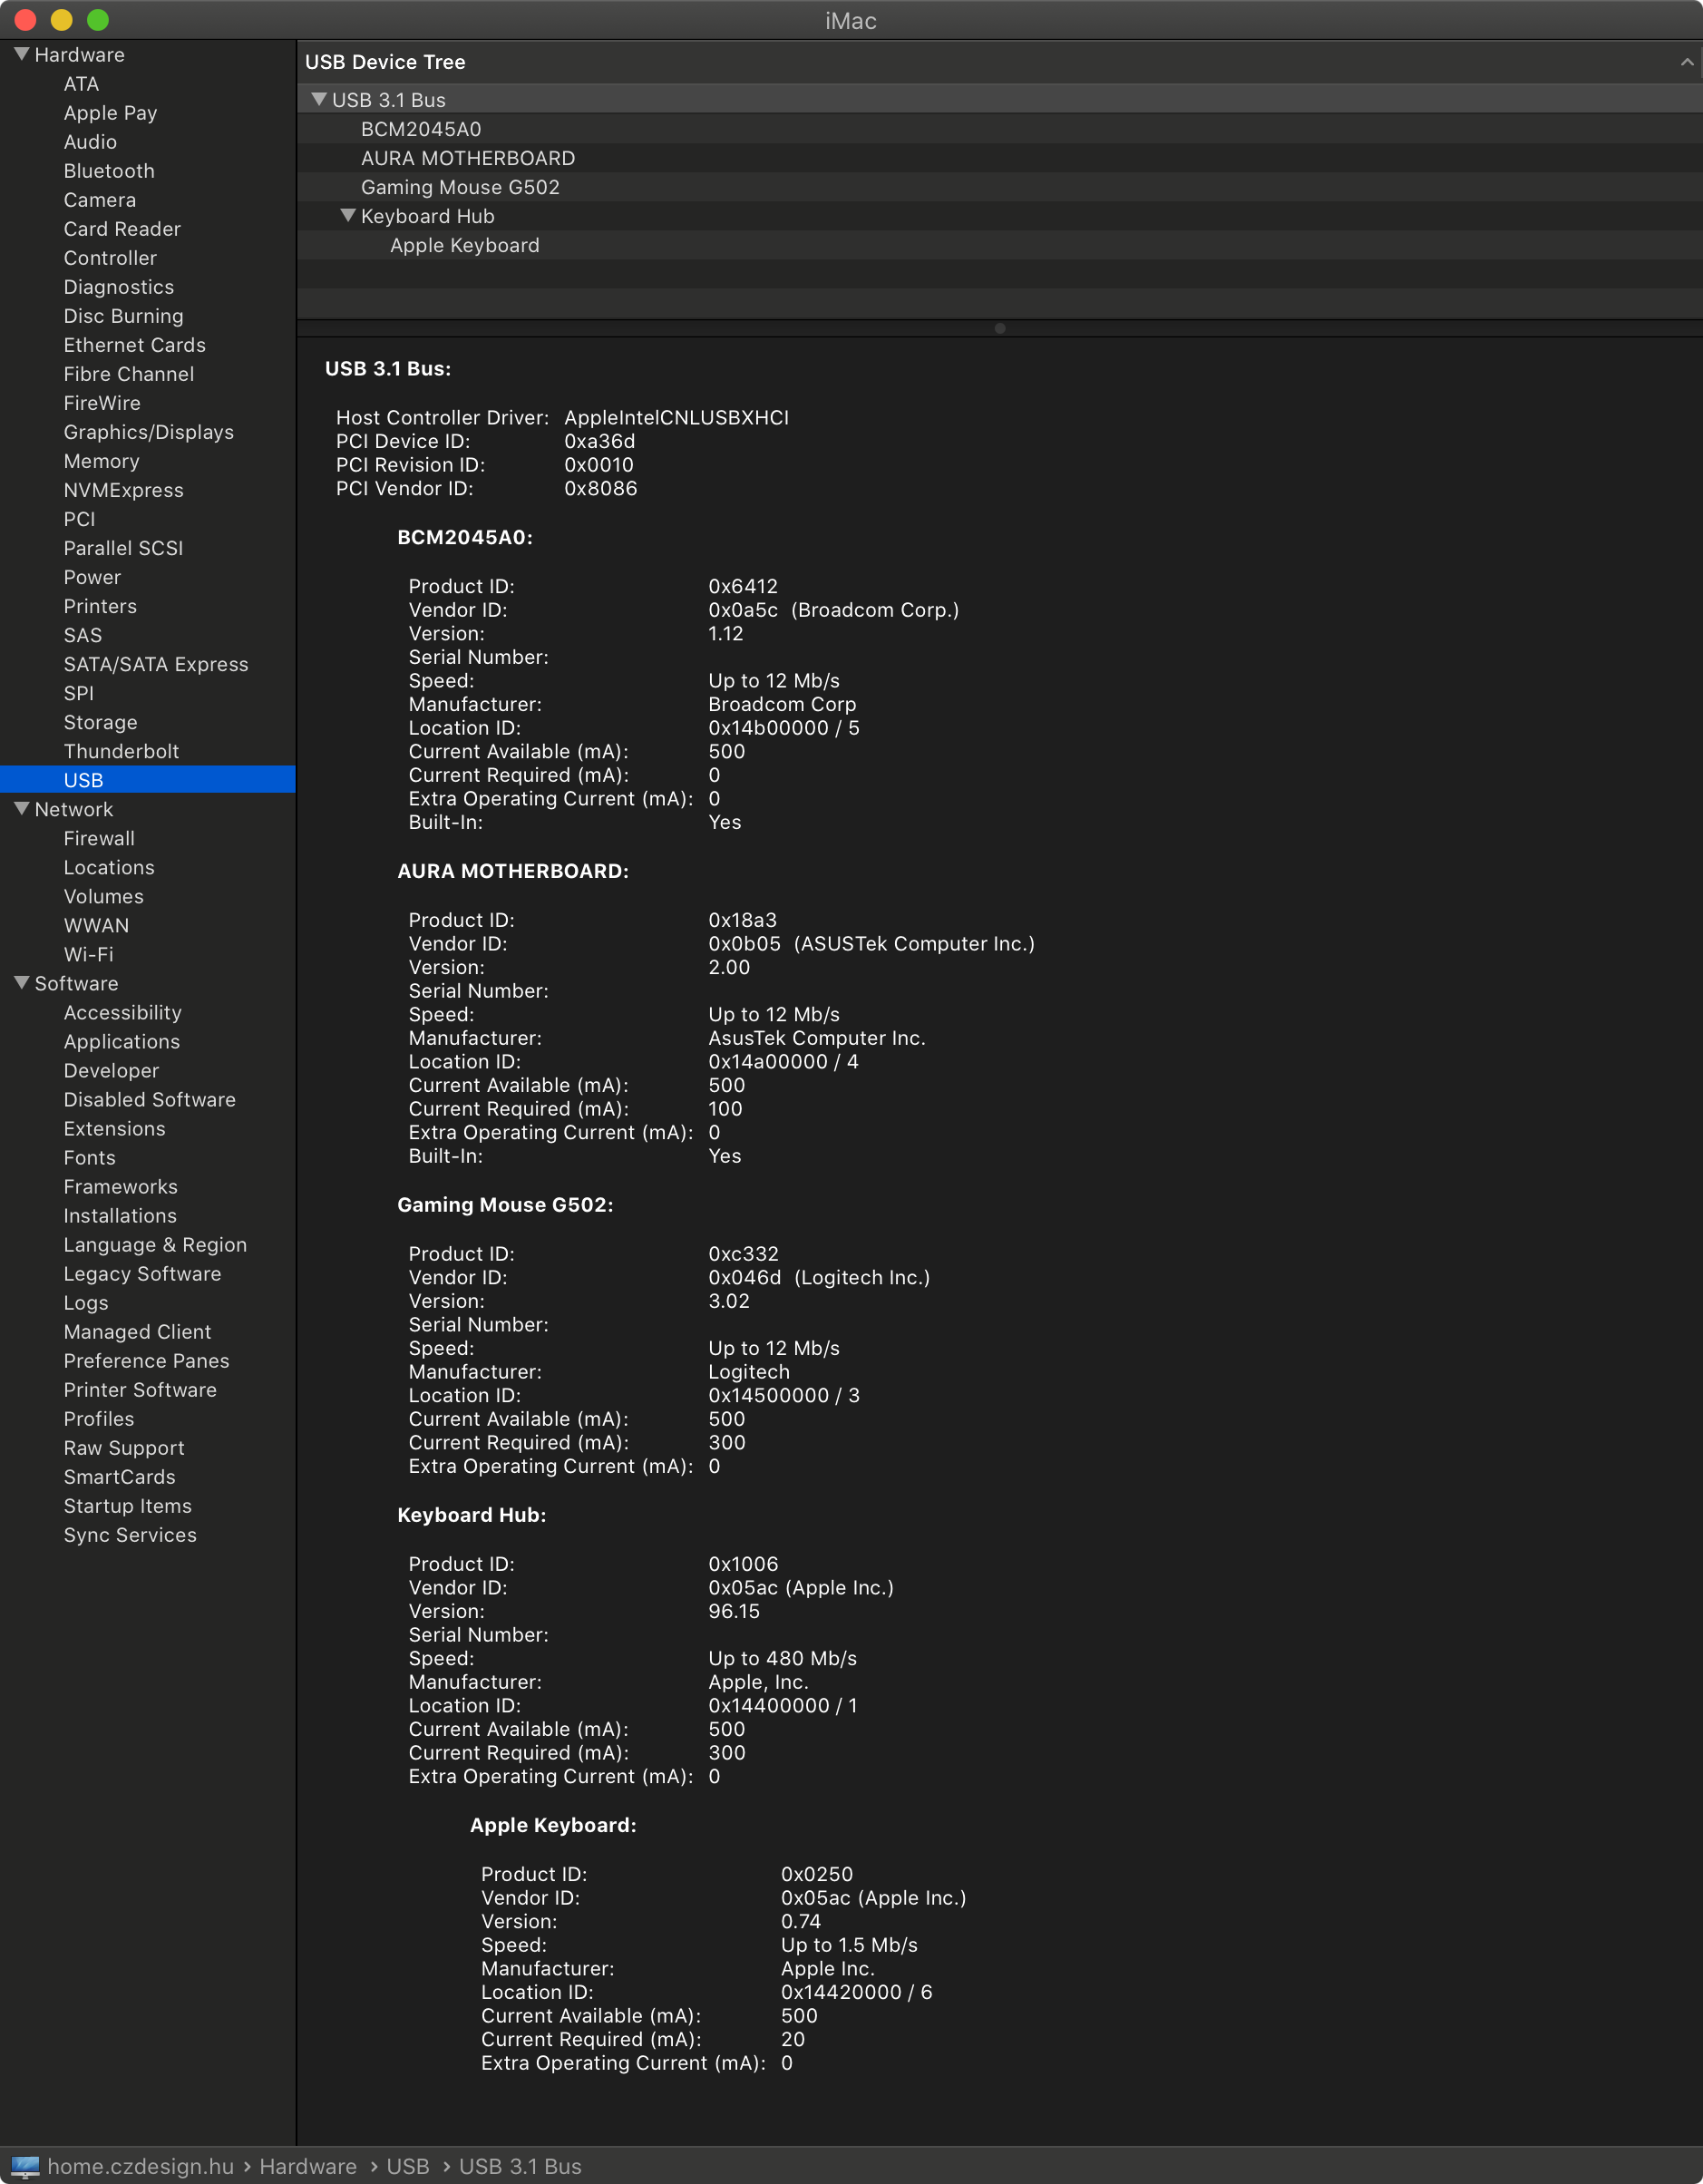 iMac
Hardware
ATA
Apple Pay
Audio
Bluetooth
Camera
Card Reader
Controller
Diagnostics
Disc Burning
Ethernet Cards
Fibre Channel
FireWire
Graphics/Displays
Memory
NVMExpress
PCI
Parallel SCSI
Power
Printers
SAS
SATA/SATA Express
SPI
Storage
Thunderbolt
USB
Network
Firewall
Locations
Volumes
WWAN
Wi-Fi
Software
Accessibility
Applications
Developer
Disabled Software
Extensions
Fonts
Frameworks
Installations
Language & Region
Legacy Software
Logs
Managed Client
Preference Panes
Printer Software
Profiles
Raw Support
SmartCards
Startup Items
Sync Services
USB Device Tree
USB 3.1 Bus
BCM2045A0
AURA MOTHERBOARD
Gaming Mouse G502
Keyboard Hub
Apple Keyboard
USB 3.1 Bus:
Host Controller Driver: AppleIntelCNLUSBXHCI
PCI Device ID: 0xa36d
PCI Revision ID: 0x0010
PCI Vendor ID: 0x8086
BCM2045A0:
Product ID: 0x6412
Vendor ID: 0x0a5c (Broadcom Corp.)
Version: 1.12
Serial Number:
Speed: Up to 12 Mb/s
Manufacturer: Broadcom Corp
Location ID: 0x14b00000 / 5
Current Available (mA): 500
Current Required (mA): 0
Extra Operating Current (mA): 0
Built-In: Yes
AURA MOTHERBOARD:
Product ID: 0x18a3
Vendor ID: 0x0b05 (ASUSTek Computer Inc.)
Version: 2.00
Serial Number:
Speed: Up to 12 Mb/s
Manufacturer: AsusTek Computer Inc.
Location ID: 0x14a00000 / 4
Current Available (mA): 500
Current Required (mA): 100
Extra Operating Current (mA): 0
Built-In: Yes
Gaming Mouse G502:
Product ID: 0xc332
Vendor ID: 0x046d (Logitech Inc.)
Version: 3.02
Serial Number:
Speed: Up to 12 Mb/s
Manufacturer: Logitech
Location ID: 0x14500000 / 3
Current Available (mA): 500
Current Required (mA): 300
Extra Operating Current (mA): 0
Keyboard Hub:
Product ID: 0x1006
Vendor ID: 0x05ac (Apple Inc.)
Version: 96.15
Serial Number:
Speed: Up to 480 Mb/s
Manufacturer: Apple, Inc.
Location ID: 0x14400000 / 1
Current Available (mA): 500
Current Required (mA): 300
Extra Operating Current (mA): 0
Apple Keyboard:
Product ID: 0x0250
Vendor ID: 0x05ac (Apple Inc.)
Version: 0.74
Speed: Up to 1.5 Mb/s
Manufacturer: Apple Inc.
Location ID: 0x14420000 / 6
Current Available (mA): 500
Current Required (mA): 20
Extra Operating Current (mA): 0
home.czdesign.hu › Hardware › USB › USB 3.1 Bus